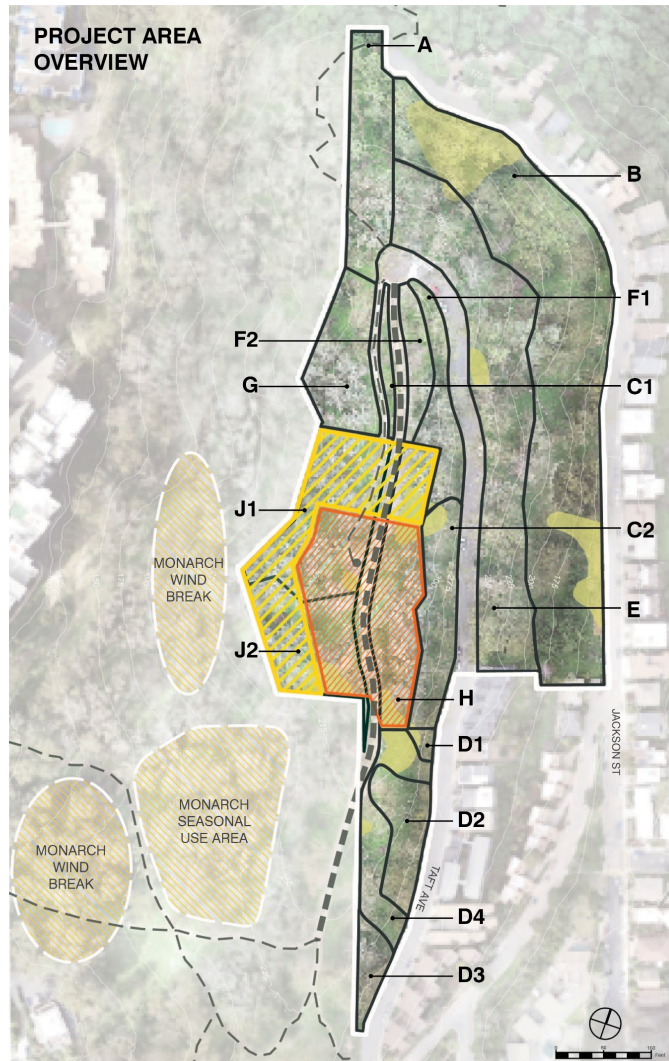 PROJECT AREA
OVERVIEW
A
B
F1
F2
G
C1
J1
C2
MONARCH
WIND
BREAK
E
J2
H
JACKSON ST
D1
MONARCH
SEASONAL
USE AREA
D2
MONARCH
WIND
BREAK
TAFT AVE
D4
D3